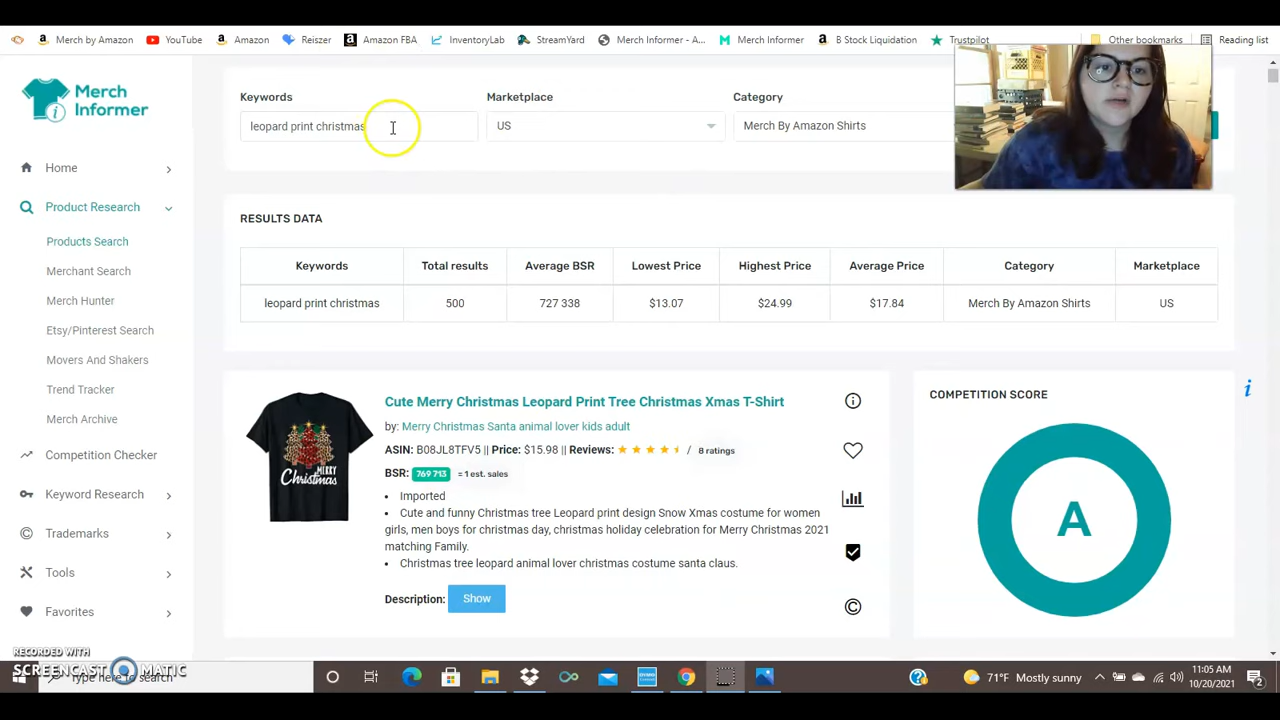 Merch by Amazon
YouTube
Amazon
Reiszer
Amazon FBA
InventoryLab
StreamYard
Merch Informer - A...
Merch Informer
B Stock Liquidation
Trustpilot
Other bookmarks
Reading list
Merch
Informer
Home
Product Research
Products Search
Merchant Search
Merch Hunter
Etsy/Pinterest Search
Movers And Shakers
Trend Tracker
Merch Archive
Competition Checker
Keyword Research
Trademarks
Tools
Favorites
Keywords Marketplace Category
leopard print christmas US Merch By Amazon Shirts
RESULTS DATA
Keywords Total results Average BSR Lowest Price Highest Price Average Price Category Marketplace
leopard print christmas 500 727 338 $13.07 $24.99 $17.84 Merch By Amazon Shirts US
MERRY
Christmas
Cute Merry Christmas Leopard Print Tree Christmas Xmas T-Shirt
by: Merry Christmas Santa animal lover kids adult
ASIN: B08JL8TFV5 || Price: $15.98 || Reviews: / 8 ratings
BSR: 769 713 = 1 est. sales
• Imported
• Cute and funny Christmas tree Leopard print design Snow Xmas costume for women
girls, men boys for christmas day, christmas holiday celebration for Merry Christmas 2021
matching Family.
• Christmas tree leopard animal lover christmas costume santa claus.
Description: Show
COMPETITION SCORE
A
RECORDED WITH
SCREENCAST MATIC
Type here to search
71°F Mostly sunny
11:05 AM
10/20/2021
2